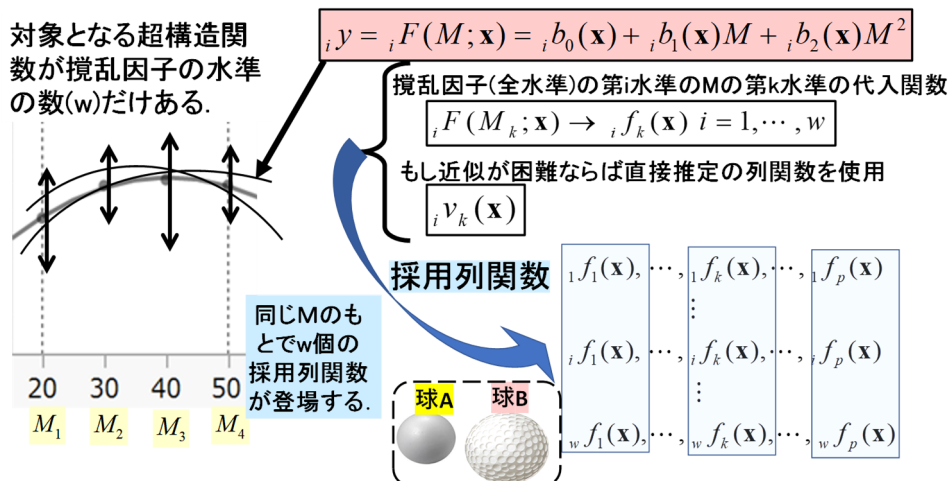 対象となる超構造関
数が撹乱因子の水準
の数(w)だけある.
ᵢy = ᵢF(M;x) = ᵢb₀(x) + ᵢb₁(x)M + ᵢb₂(x)M²
撹乱因子(全水準)の第i水準のMの第k水準の代入関数
ᵢF(Mₖ;x) → ᵢfₖ(x) i = 1,⋯,w
もし近似が困難ならば直接推定の列関数を使用
ᵢvₖ(x)
採用列関数
同じMのも
とでw個の
採用列関数
が登場する.
20 30 40 50
M₁ M₂ M₃ M₄
球A 球B
₁f₁(x),⋯,₁fₖ(x),⋯,₁fₚ(x)
⋮
ᵢf₁(x),⋯,ᵢfₖ(x),⋯,ᵢfₚ(x)
⋮
wf₁(x),⋯,wfₖ(x),⋯,wfₚ(x)